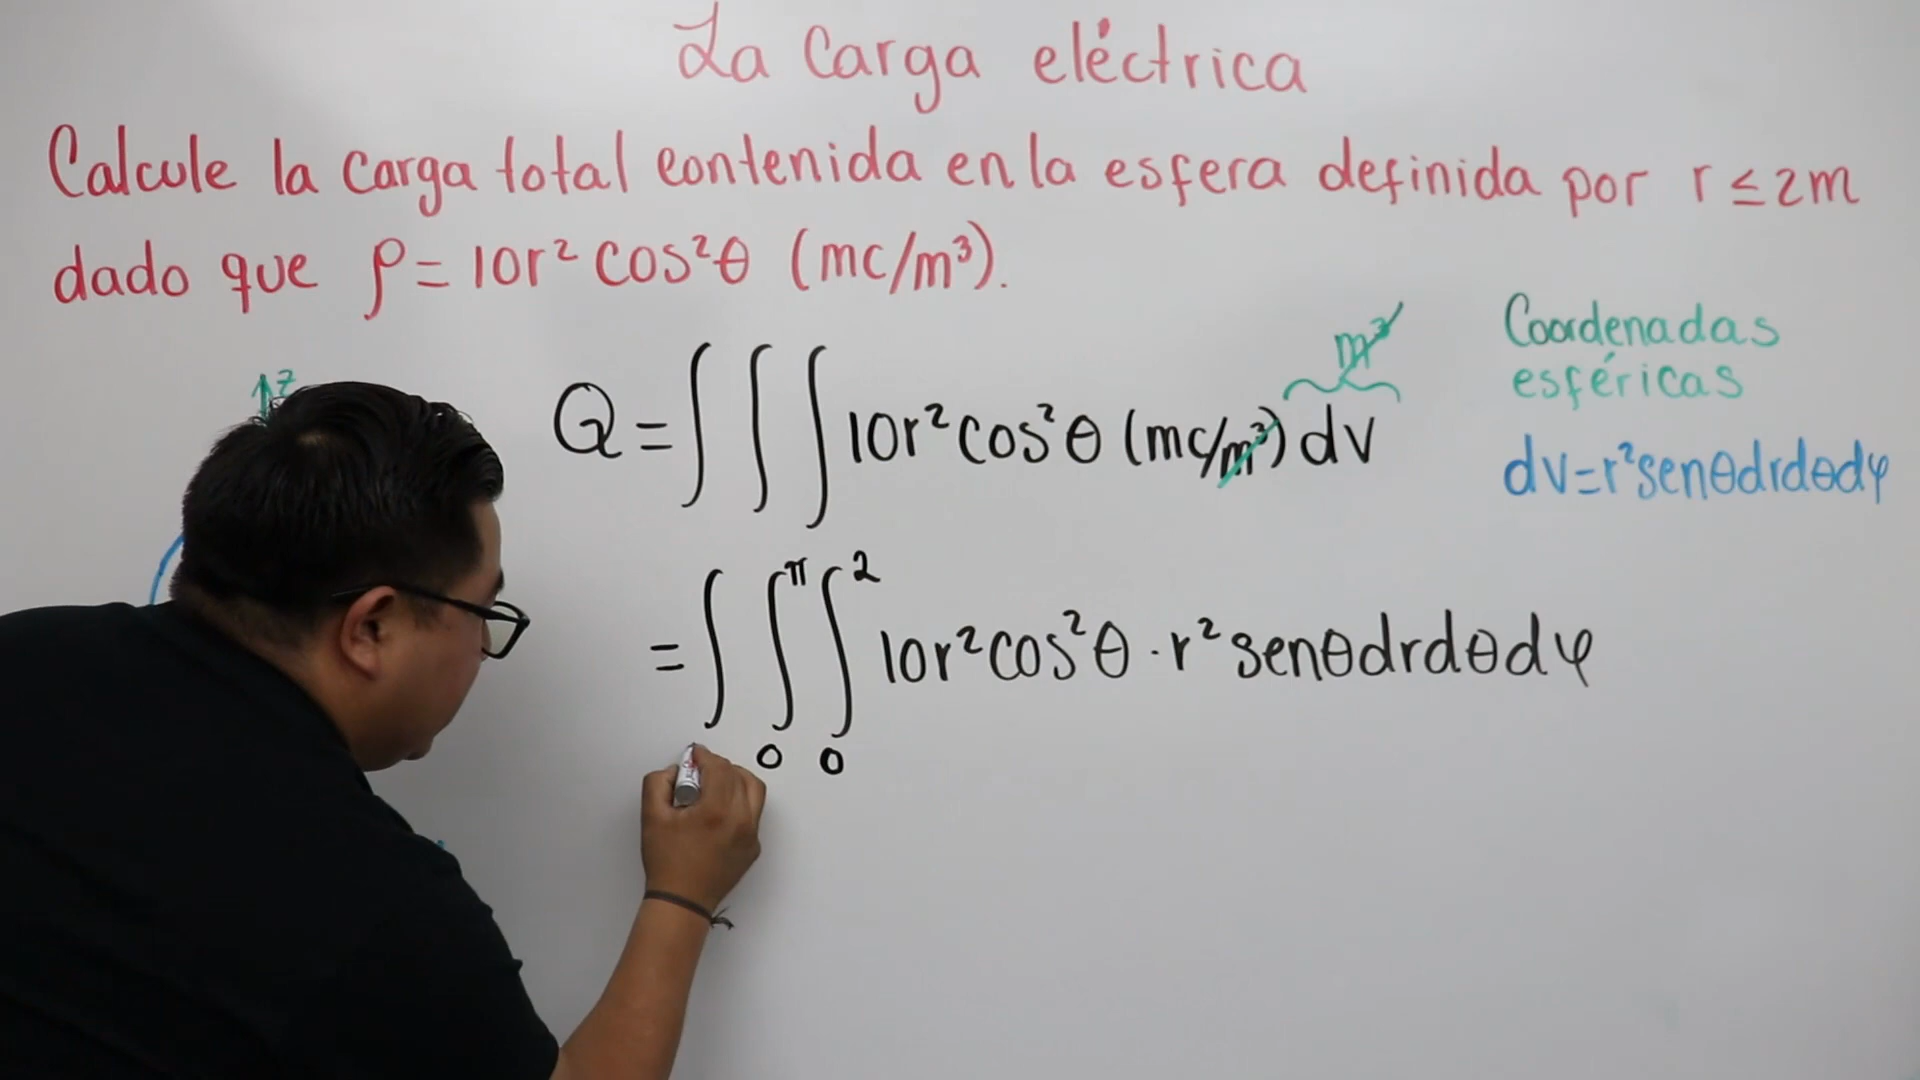 La Carga eléctrica
Calcule la carga total contenida en la esfera definida por r ≤ 2m
dado que ρ = 10r² cos²θ (mc/m³).
z
m³
Coordenadas
esféricas
Q = ∫ ∫ ∫ 10r² cos²θ (mc/m³) dv
dv = r² senθ dr dθ dφ
= ∫ ∫₀^π ∫₀² 10r² cos²θ · r² senθ dr dθ dφ